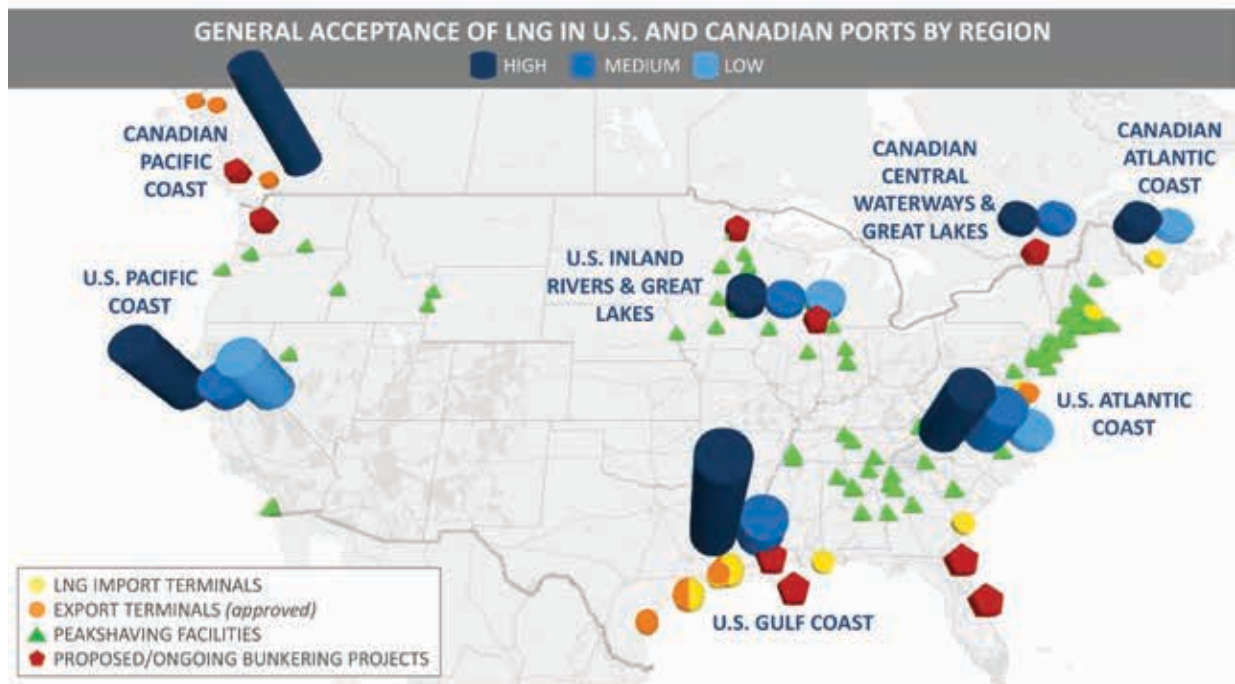 GENERAL ACCEPTANCE OF LNG IN U.S. AND CANADIAN PORTS BY REGION
HIGH MEDIUM LOW
CANADIAN
PACIFIC
COAST
CANADIAN
CENTRAL
WATERWAYS &
GREAT LAKES
CANADIAN
ATLANTIC
COAST
U.S. PACIFIC
COAST
U.S. INLAND
RIVERS & GREAT
LAKES
U.S. ATLANTIC
COAST
U.S. GULF COAST
LNG IMPORT TERMINALS
EXPORT TERMINALS (approved)
PEAKSHAVING FACILITIES
PROPOSED/ONGOING BUNKERING PROJECTS